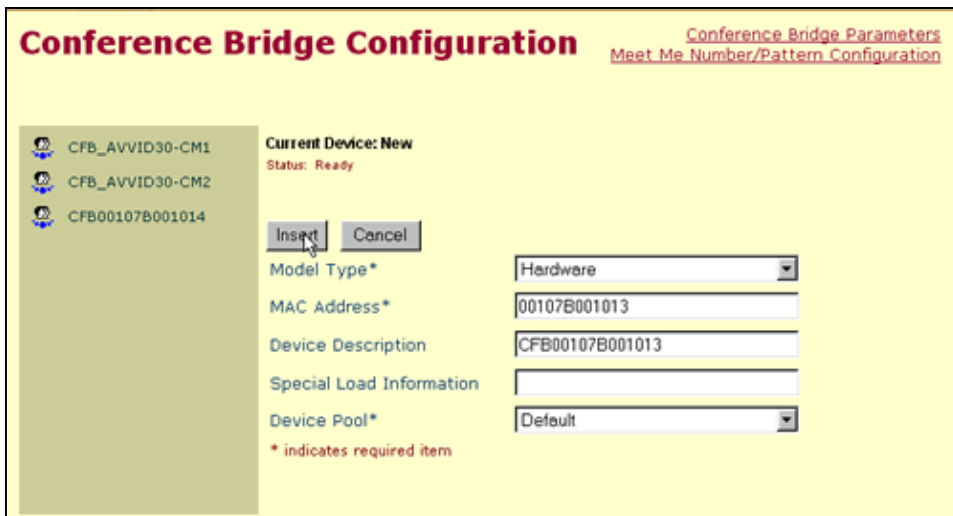 Conference Bridge Configuration
Conference Bridge Parameters
Meet Me Number/Pattern Configuration
CFB_AVVID30-CM1
CFB_AVVID30-CM2
CFB00107B001014
Current Device: New
Status: Ready
Insert Cancel
Model Type* Hardware
MAC Address* 00107B001013
Device Description CFB00107B001013
Special Load Information
Device Pool* Default
* indicates required item